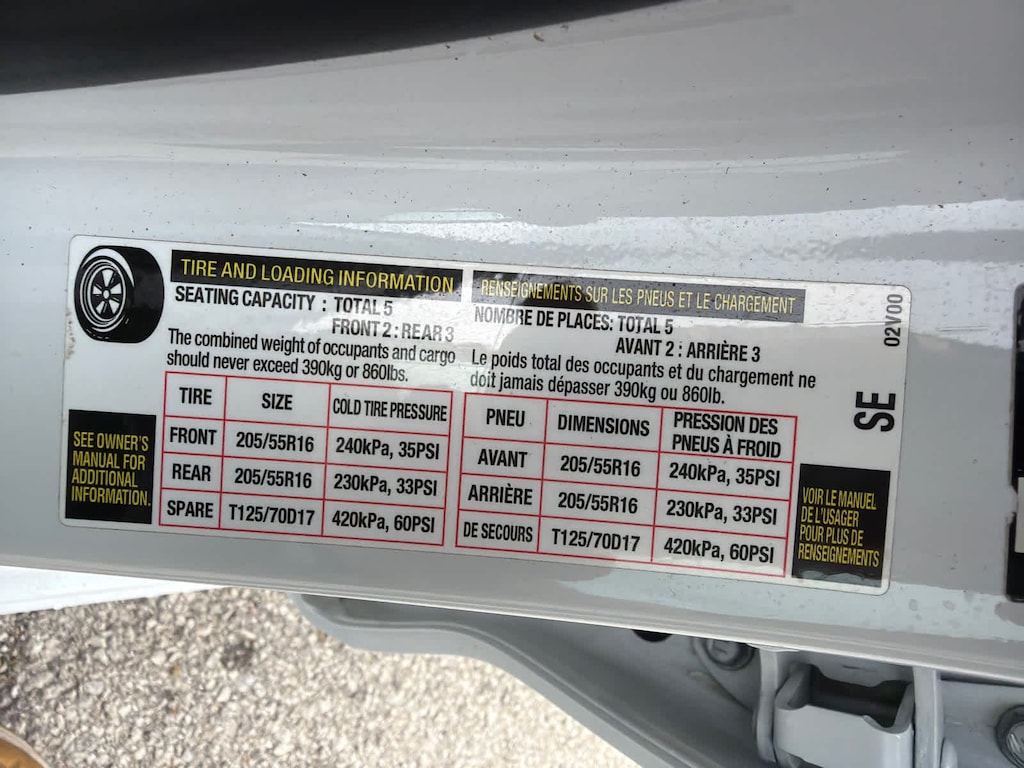 TIRE AND LOADING INFORMATION
SEATING CAPACITY : TOTAL 5
FRONT 2 : REAR 3
The combined weight of occupants and cargo
should never exceed 390kg or 860lbs.
TIRE SIZE COLD TIRE PRESSURE
FRONT 205/55R16 240kPa, 35PSI
REAR 205/55R16 230kPa, 33PSI
SPARE T125/70D17 420kPa, 60PSI
SEE OWNER'S
MANUAL FOR
ADDITIONAL
INFORMATION.
RENSEIGNEMENTS SUR LES PNEUS ET LE CHARGEMENT
NOMBRE DE PLACES: TOTAL 5
AVANT 2 : ARRIÈRE 3
Le poids total des occupants et du chargement ne
doit jamais dépasser 390kg ou 860lb.
PNEU DIMENSIONS PRESSION DES
PNEUS À FROID
AVANT 205/55R16 240kPa, 35PSI
ARRIÈRE 205/55R16 230kPa, 33PSI
DE SECOURS T125/70D17 420kPa, 60PSI
VOIR LE MANUEL
DE L'USAGER
POUR PLUS DE
RENSEIGNEMENTS
02V00
SE